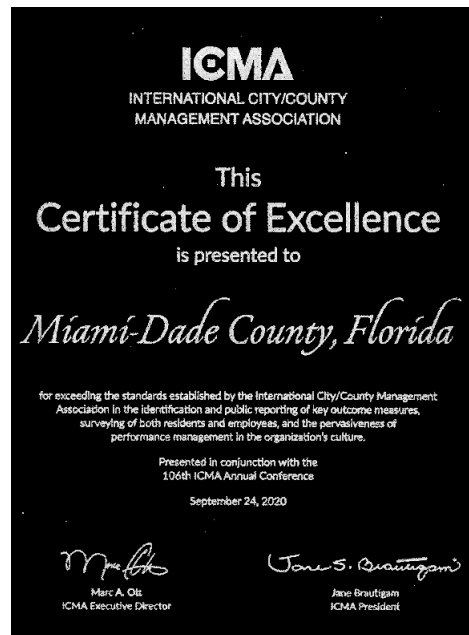 ICMA
INTERNATIONAL CITY/COUNTY
MANAGEMENT ASSOCIATION
This
Certificate of Excellence
is presented to
Miami-Dade County, Florida
for exceeding the standards established by the International City/County Management
Association in the identification and public reporting of key outcome measures,
surveying of both residents and employees, and the pervasiveness of
performance management in the organization's culture.
Presented in conjunction with the
106th ICMA Annual Conference
September 24, 2020
Jane S. Brautigam
Marc A. Ott
ICMA Executive Director
Jane Brautigam
ICMA President